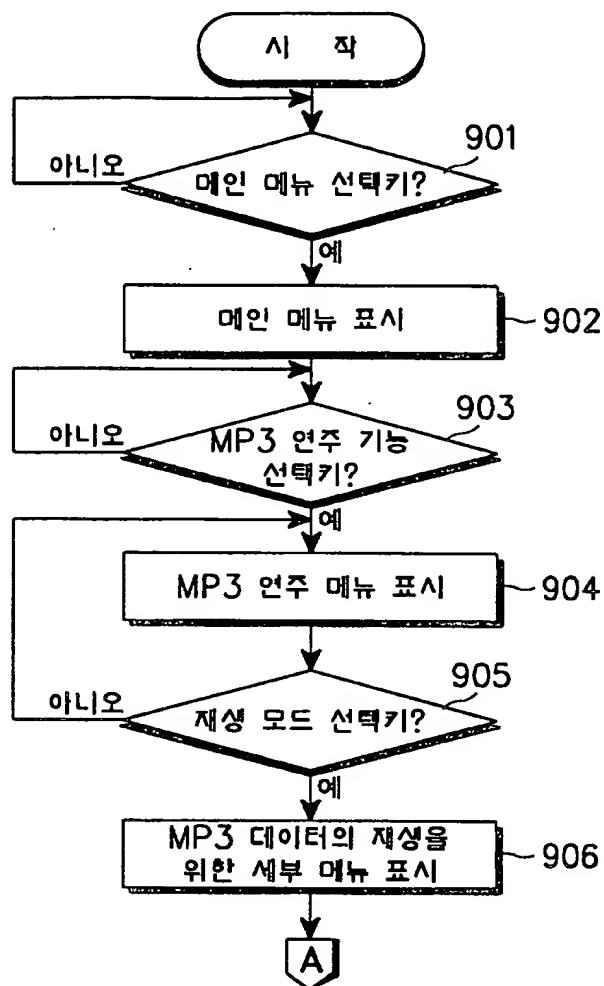 시 작
901
아니오
메인 메뉴 선택키?
예
메인 메뉴 표시
902
903
아니오
MP3 연주 기능
선택키?
예
MP3 연주 메뉴 표시
904
905
아니오
재생 모드 선택키?
예
MP3 데이터의 재생을
위한 세부 메뉴 표시
906
A